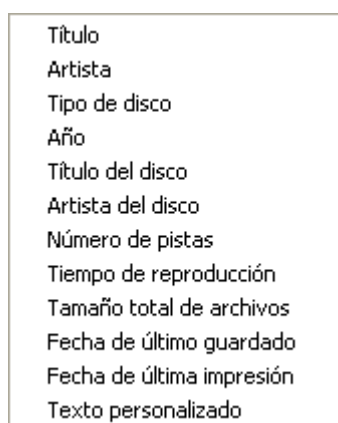 Título
Artista
Tipo de disco
Año
Título del disco
Artista del disco
Número de pistas
Tiempo de reproducción
Tamaño total de archivos
Fecha de último guardado
Fecha de última impresión
Texto personalizado